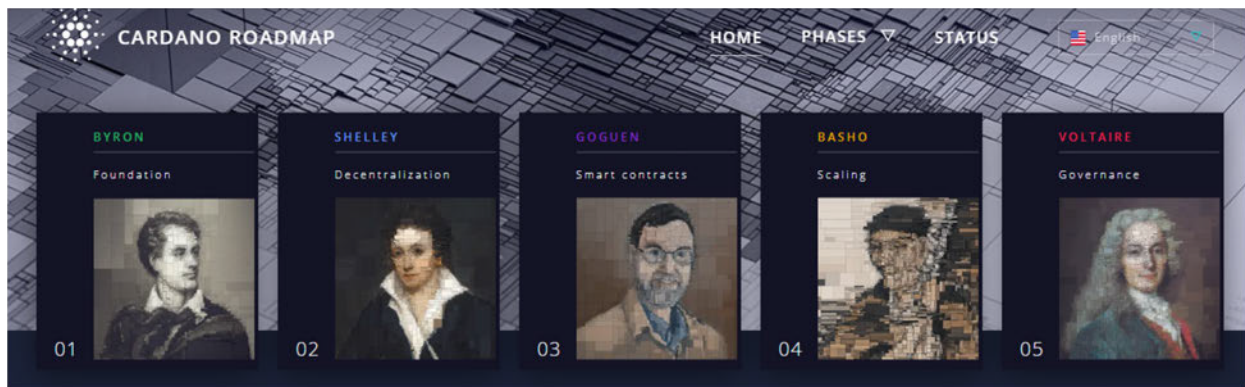 CARDANO ROADMAP
HOME PHASES STATUS English
BYRON
Foundation
01
SHELLEY
Decentralization
02
GOGUEN
Smart contracts
03
BASHO
Scaling
04
VOLTAIRE
Governance
05